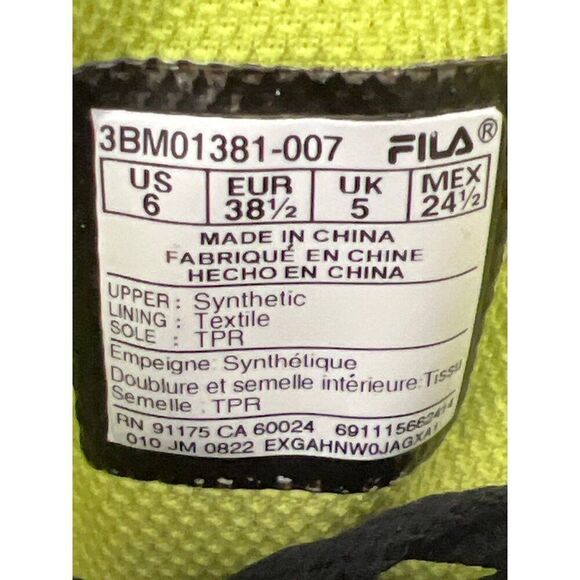 3BM01381-007 FILA®
US EUR UK MEX
6 38½ 5 24½
MADE IN CHINA
FABRIQUÉ EN CHINE
HECHO EN CHINA
UPPER : Synthetic
LINING : Textile
SOLE : TPR
Empeigne: Synthétique
Doublure et semelle intérieure:Tissu
Semelle : TPR
RN 91175 CA 60024 691115662414
010 JM 0822 EXGAHNW0JAGXA1